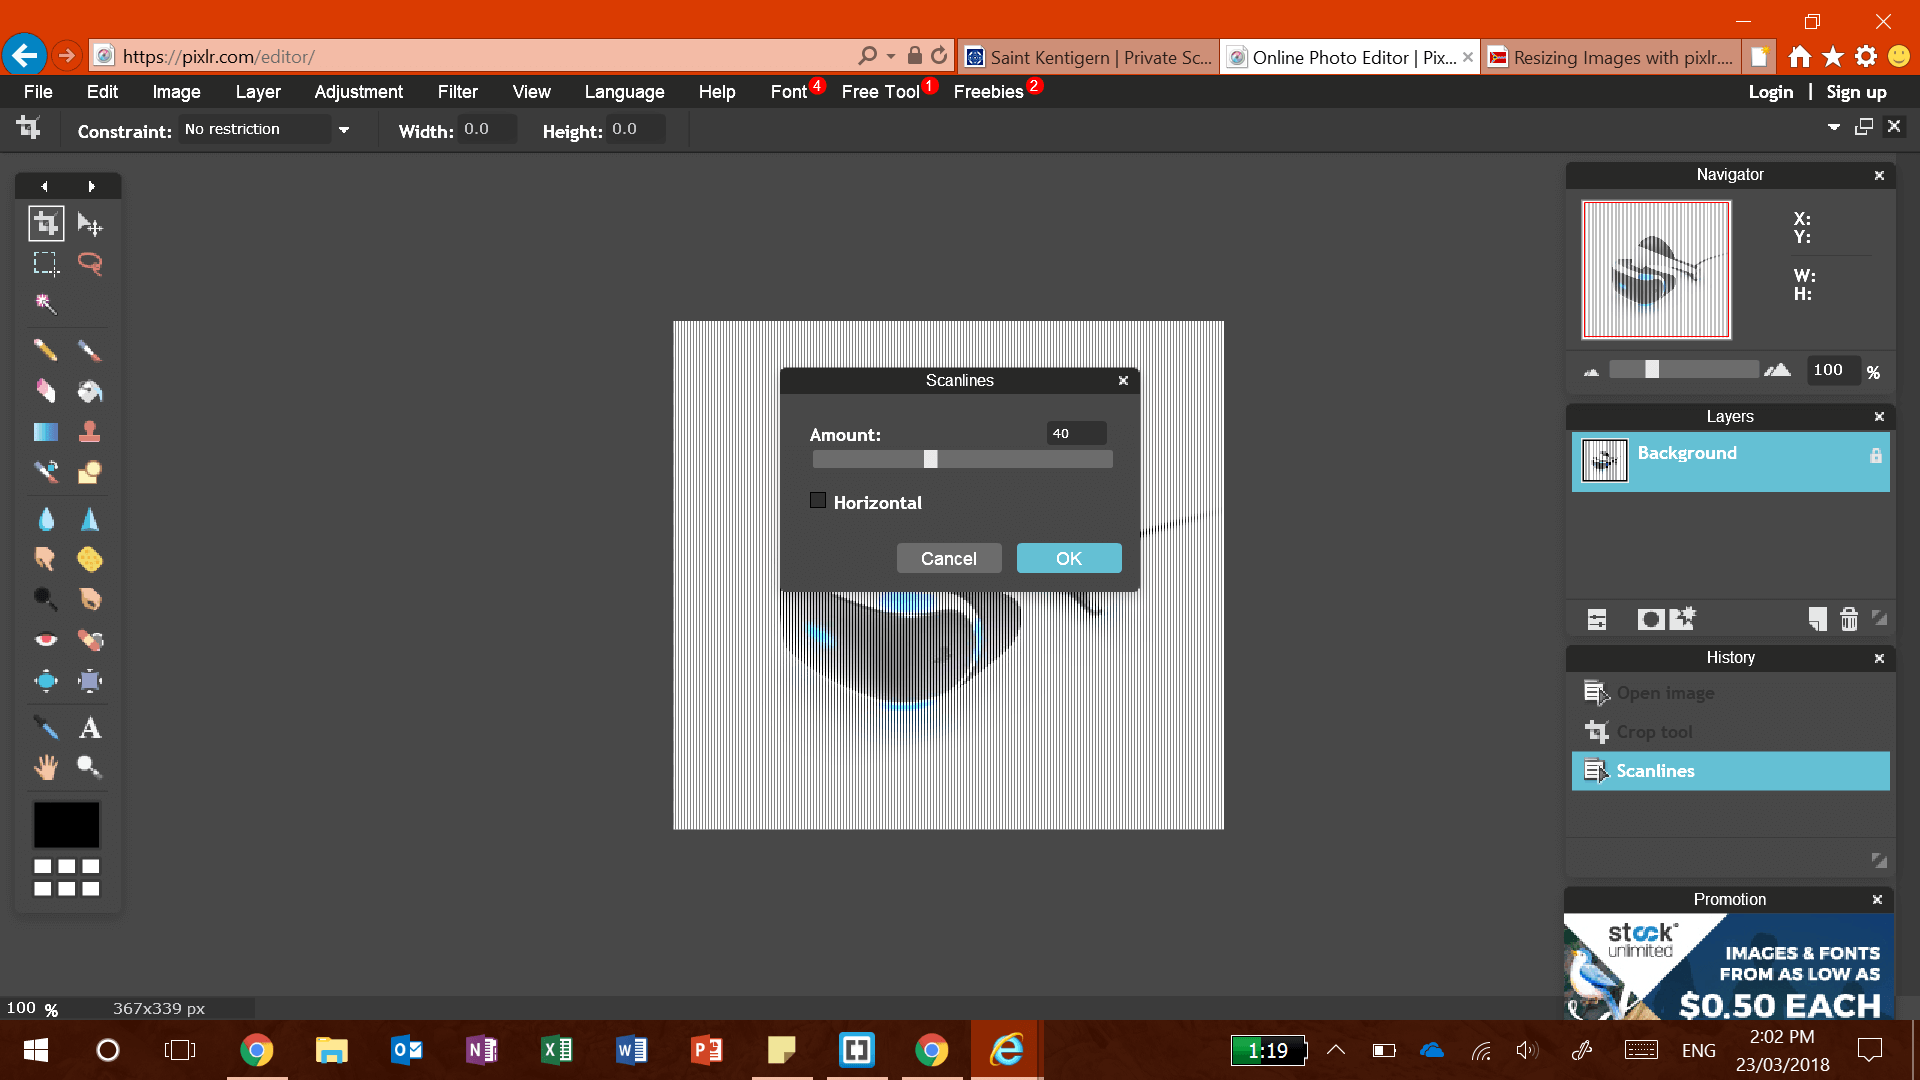 https://pixlr.com/editor/
Saint Kentigern | Private Sc...
Online Photo Editor | Pix...
Resizing Images with pixlr....
File Edit Image Layer Adjustment Filter View Language Help Font 4 Free Tool 1 Freebies 2 Login | Sign up
Constraint: No restriction Width: 0.0 Height: 0.0
Navigator
X:
Y:
W:
H:
100 %
Scanlines
Amount: 40
Horizontal
Cancel OK
Layers
Background
History
Open image
Crop tool
Scanlines
A
Promotion
stock
unlimited
IMAGES & FONTS
FROM AS LOW AS
$0.50 EACH
100 % 367x339 px
1:19
ENG
2:02 PM
23/03/2018